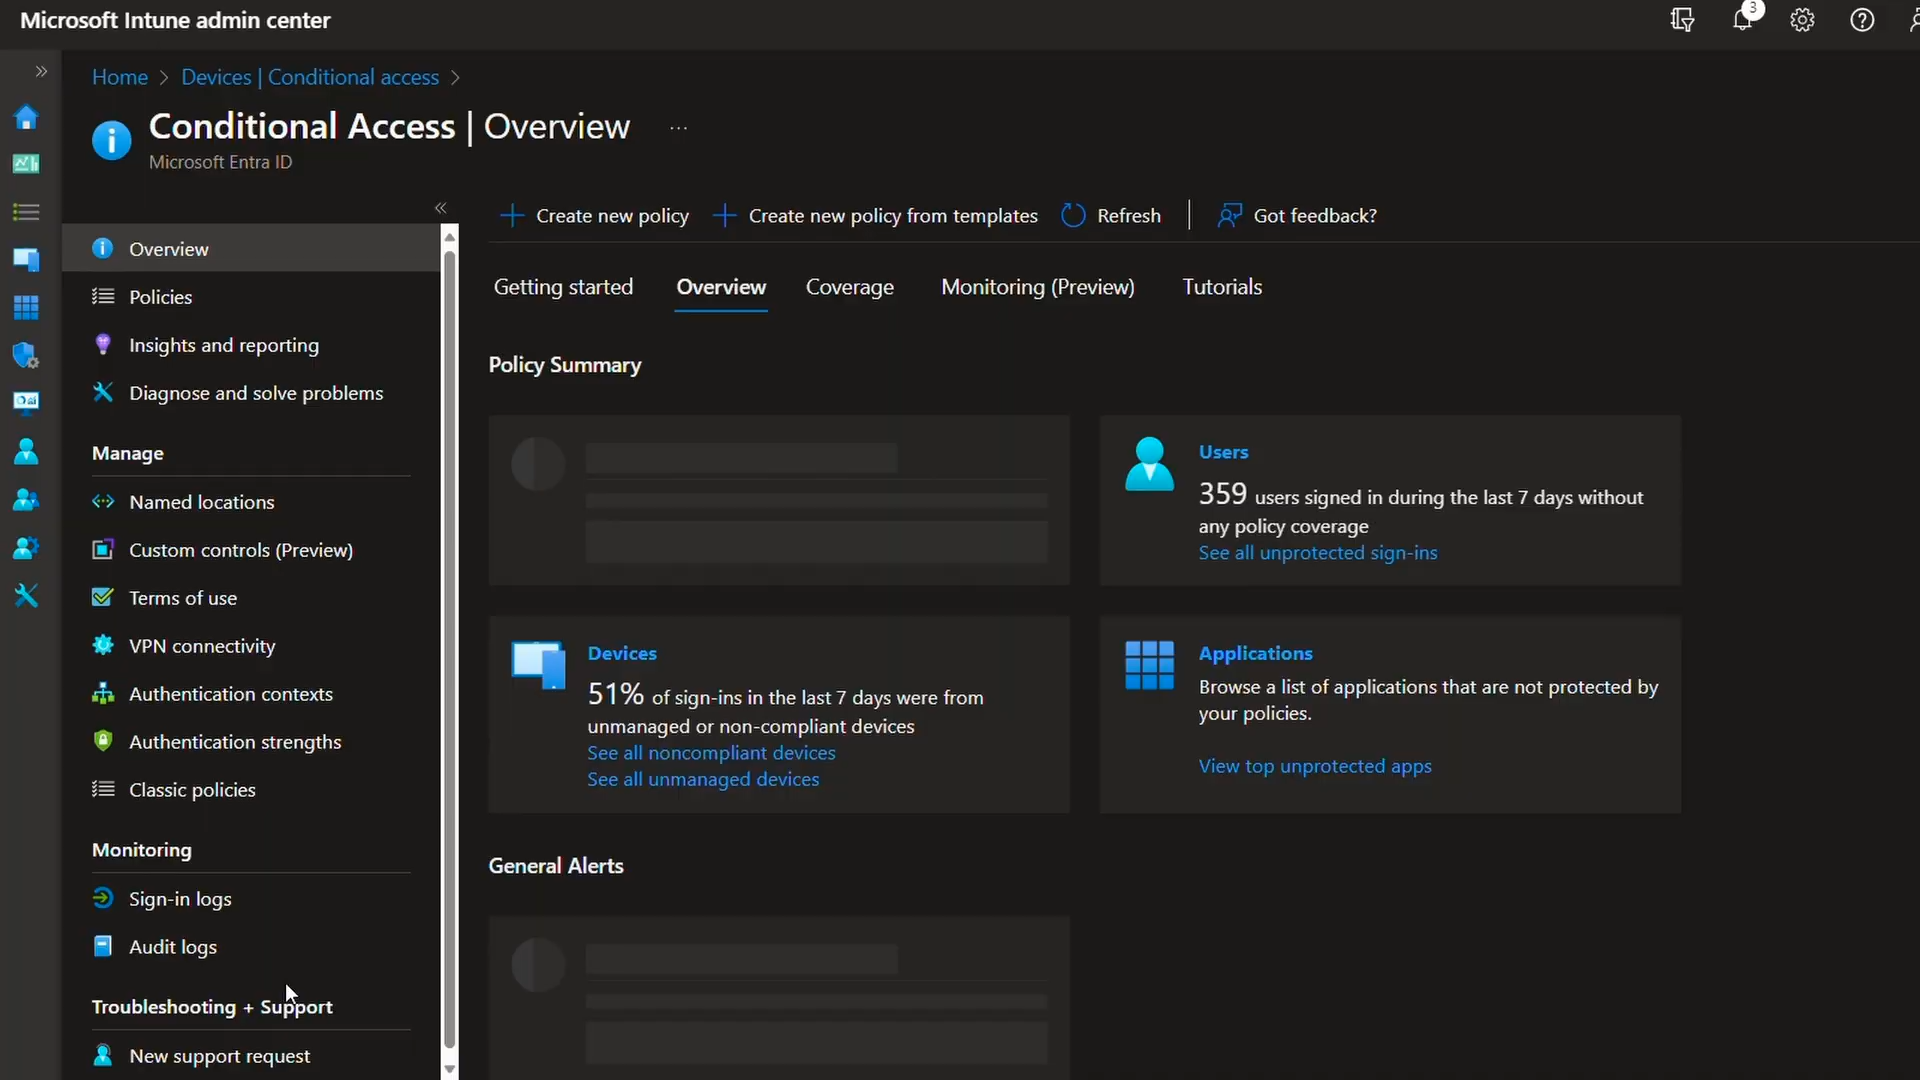 Microsoft Intune admin center
3
Home > Devices | Conditional access >
Conditional Access | Overview ...
Microsoft Entra ID
Overview
Policies
Insights and reporting
Diagnose and solve problems
Manage
Named locations
Custom controls (Preview)
Terms of use
VPN connectivity
Authentication contexts
Authentication strengths
Classic policies
Monitoring
Sign-in logs
Audit logs
Troubleshooting + Support
New support request
Create new policy
Create new policy from templates
Refresh
Got feedback?
Getting started
Overview
Coverage
Monitoring (Preview)
Tutorials
Policy Summary
Users
359 users signed in during the last 7 days without
any policy coverage
See all unprotected sign-ins
Devices
51% of sign-ins in the last 7 days were from
unmanaged or non-compliant devices
See all noncompliant devices
See all unmanaged devices
Applications
Browse a list of applications that are not protected by
your policies.
View top unprotected apps
General Alerts